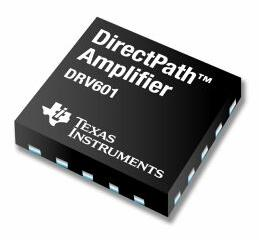 DirectPath™
Amplifier
DRV601
TEXAS
INSTRUMENTS